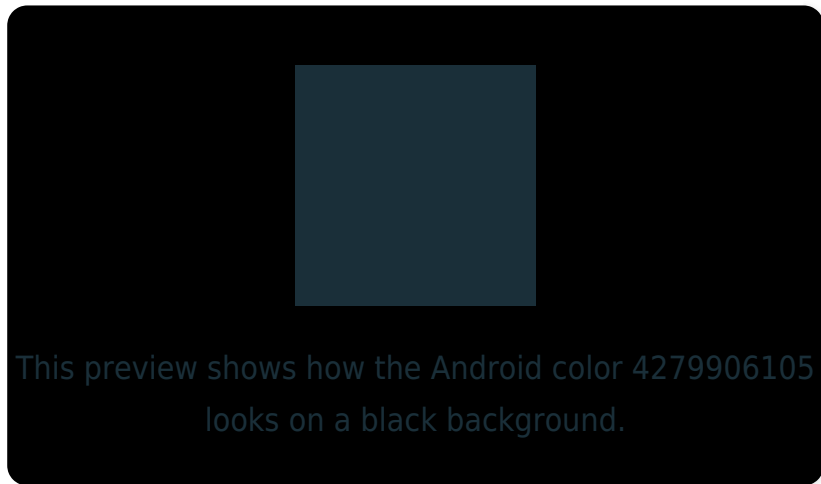 This preview shows how the Android color 4279906105
looks on a black background.